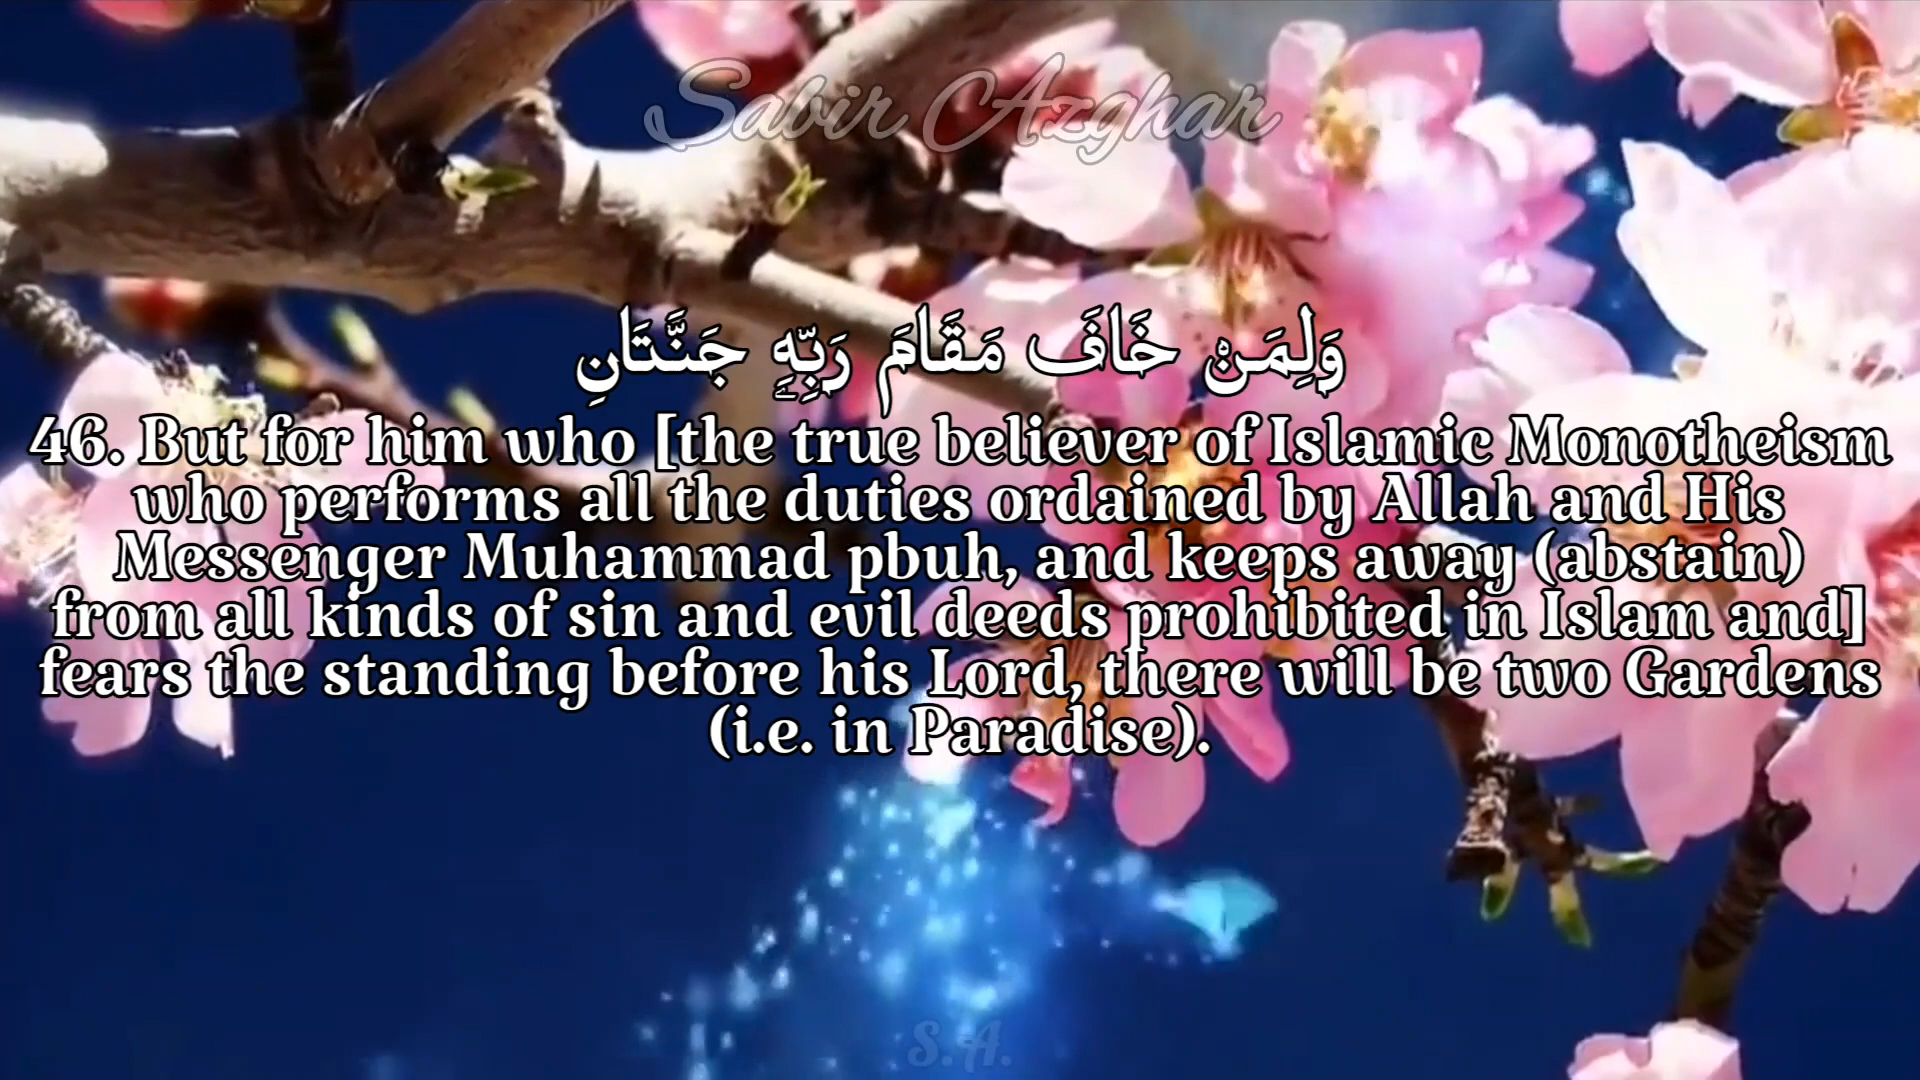 Sabir Azghar
وَلِمَنْ خَافَ مَقَامَ رَبِّهٖ جَنَّتَانِ
46. But for him who [the true believer of Islamic Monotheism
who performs all the duties ordained by Allah and His
Messenger Muhammad pbuh, and keeps away (abstain)
from all kinds of sin and evil deeds prohibited in Islam and]
fears the standing before his Lord, there will be two Gardens
(i.e. in Paradise).
S.A.